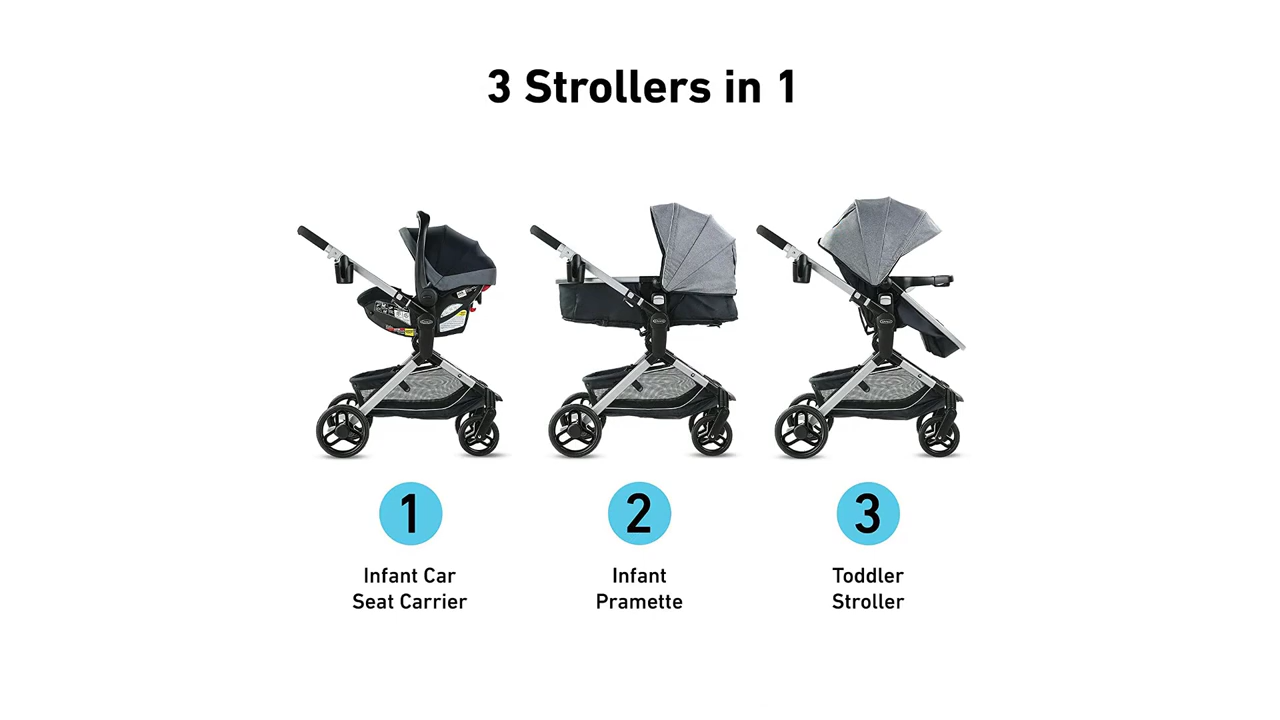 3 Strollers in 1
1
2
3
Infant Car
Seat Carrier
Infant
Pramette
Toddler
Stroller